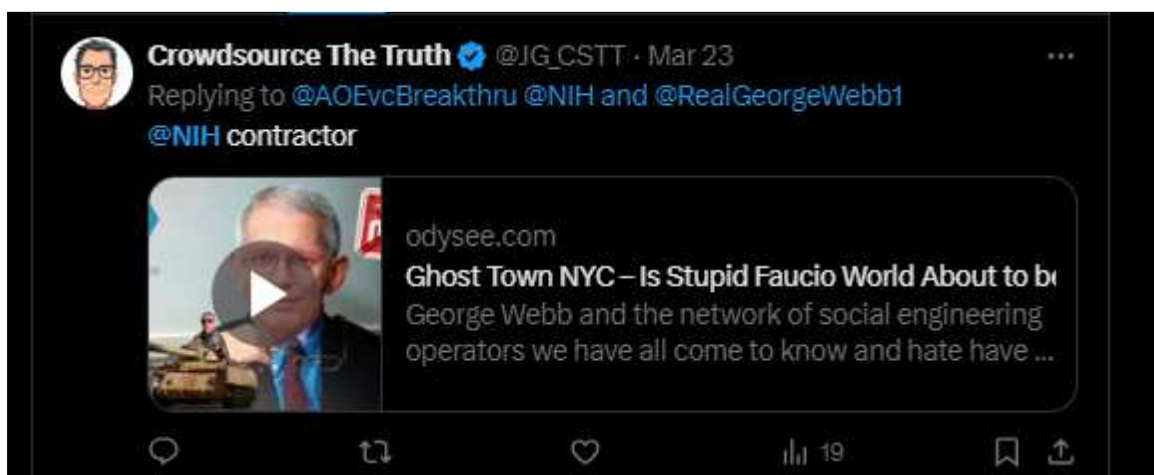 Crowdsource The Truth @JG_CSTT · Mar 23
Replying to @AOEvcBreakthru @NIH and @RealGeorgeWebb1
@NIH contractor
odysee.com
Ghost Town NYC – Is Stupid Faucio World About to be
George Webb and the network of social engineering
operators we have all come to know and hate have ...
19